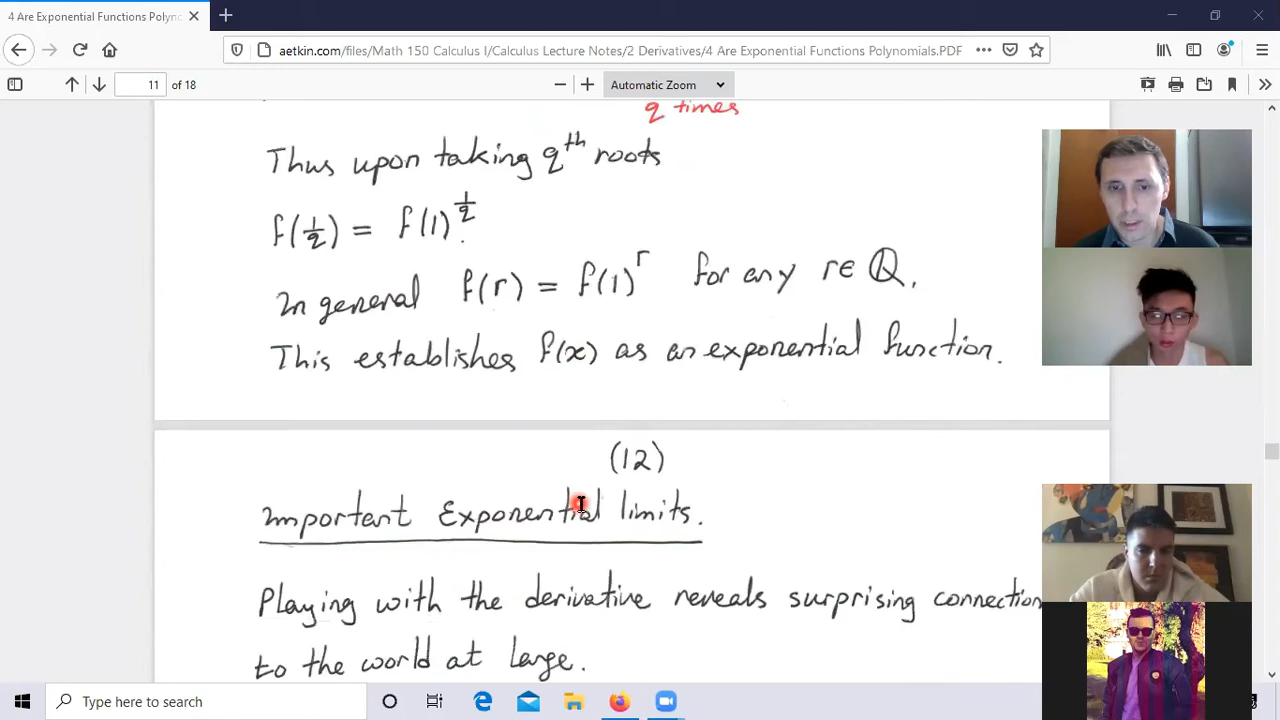 4 Are Exponential Functions Polync
aetkin.com/files/Math 150 Calculus I/Calculus Lecture Notes/2 Derivatives/4 Are Exponential Functions Polynomials.PDF
11 of 18
Automatic Zoom
q times
Thus upon taking q^th roots
f(1/q) = f(1)^1/q.
In general f(r) = f(1)^r for any r ∈ ℚ.
This establishes f(x) as an exponential function.
(12)
Important Exponential limits.
Playing with the derivative reveals surprising connection
to the world at large.
Type here to search